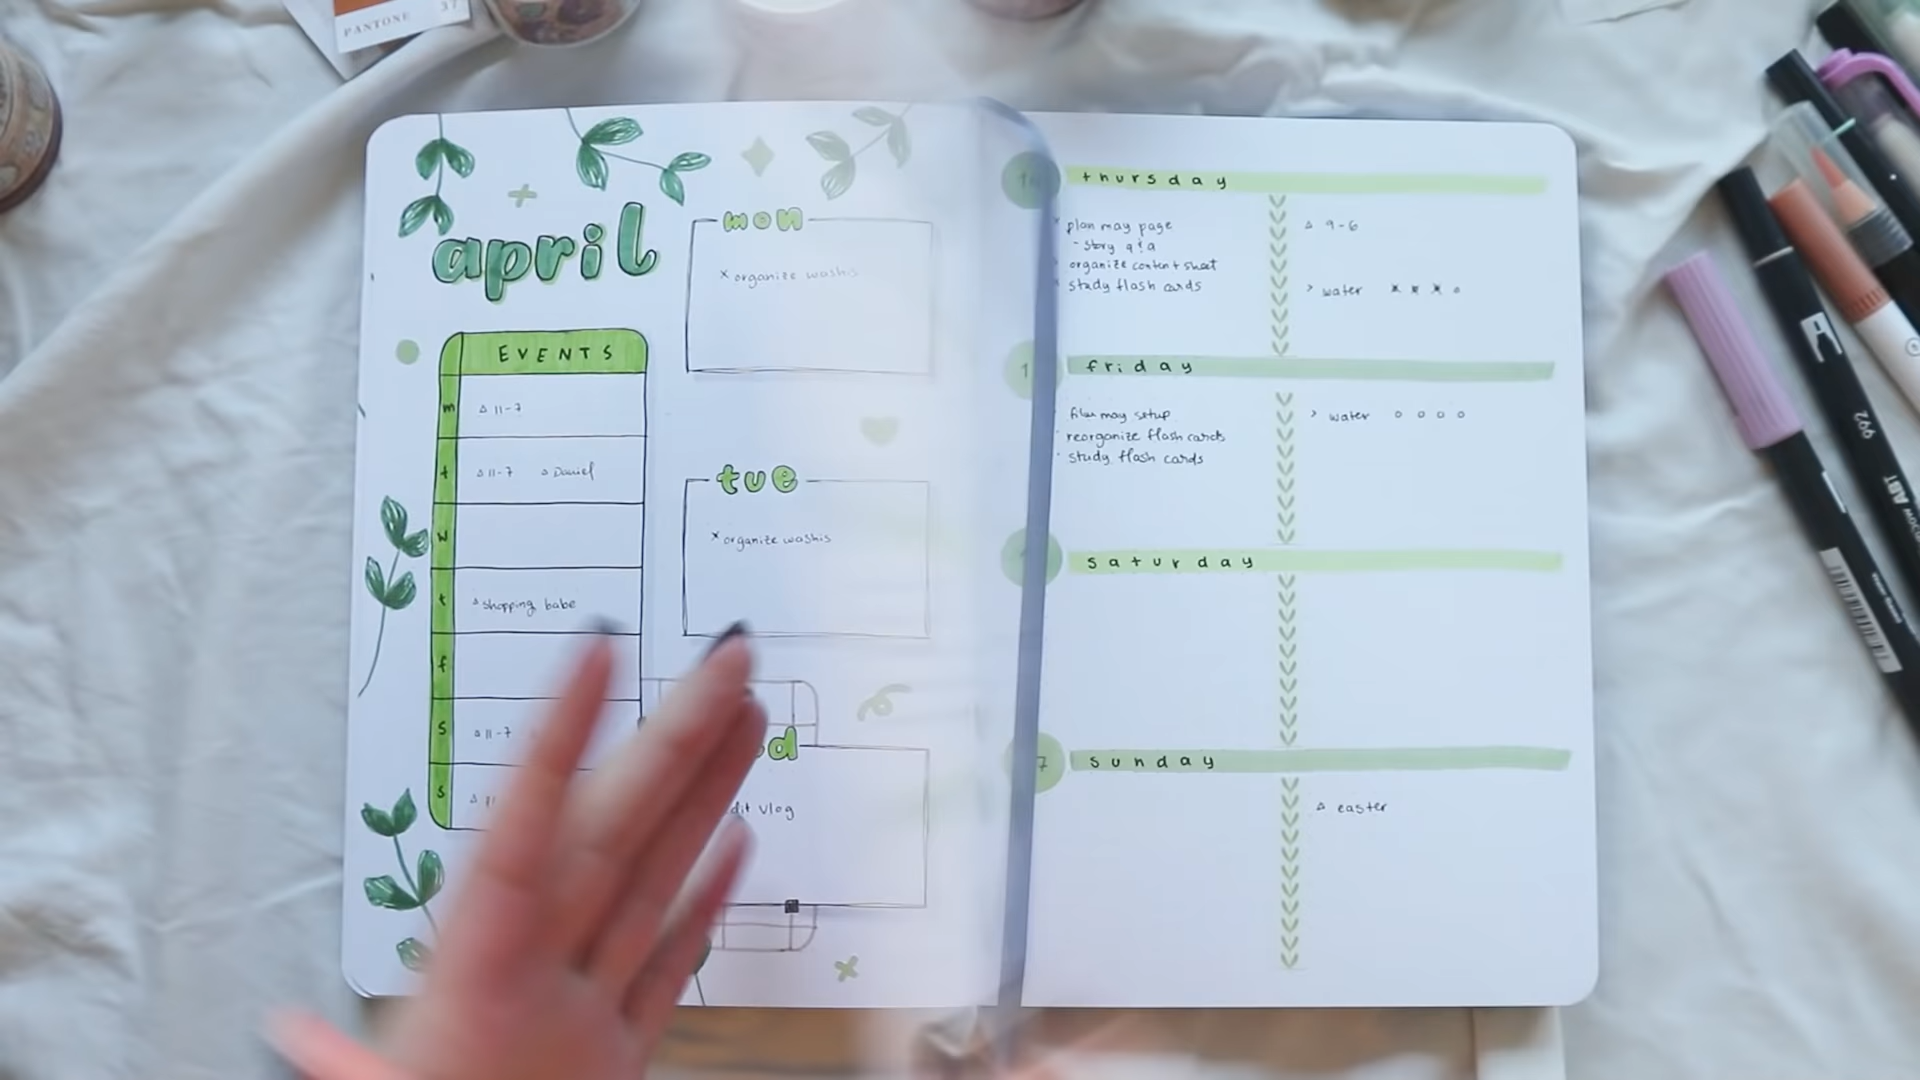 PANTONE 37
april
EVENTS
m
△ 11-7
t
△ 11-7 △ Daniel
w
t
△ shopping babe
f
s
△ 11-7
s
△
mon
× organize washis
tue
× organize washis
d
vlog
thursday
plan may page
- story q & a
organize content sheet
study flash cards
△ 9-6
> water
friday
film may setup
reorganize flash cards
study flash cards
> water
saturday
7
sunday
△ easter
992
ABT